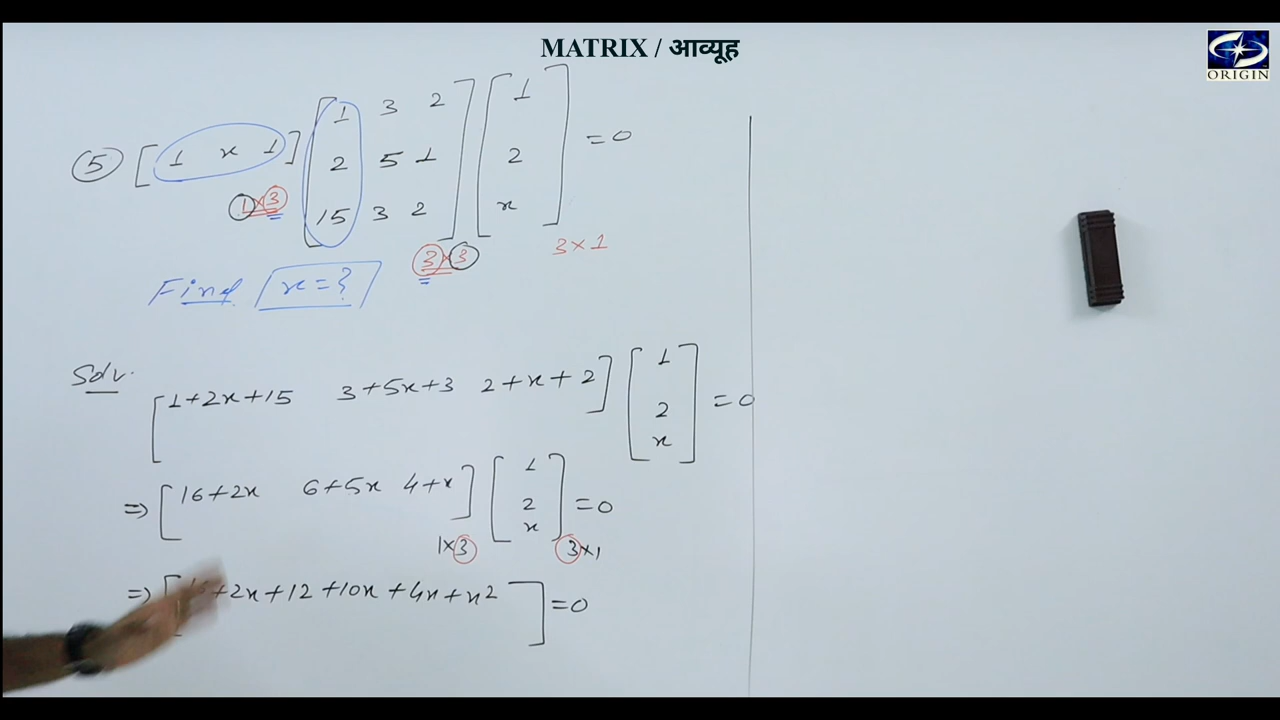 MATRIX / आव्यूह
ORIGIN
5 [1 x 1] [1 3 2 [1
2 5 1 2 = 0
15 3 2] x]
1×3 3×3 3×1
Find x=?
Solv.
[1+2x+15 3+5x+3 2+x+2] [1
2 = 0
x]
⇒ [16+2x 6+5x 4+x] [1
2 = 0
x]
1×3 3×1
⇒ [+2x+12+10x+4x+x²] = 0